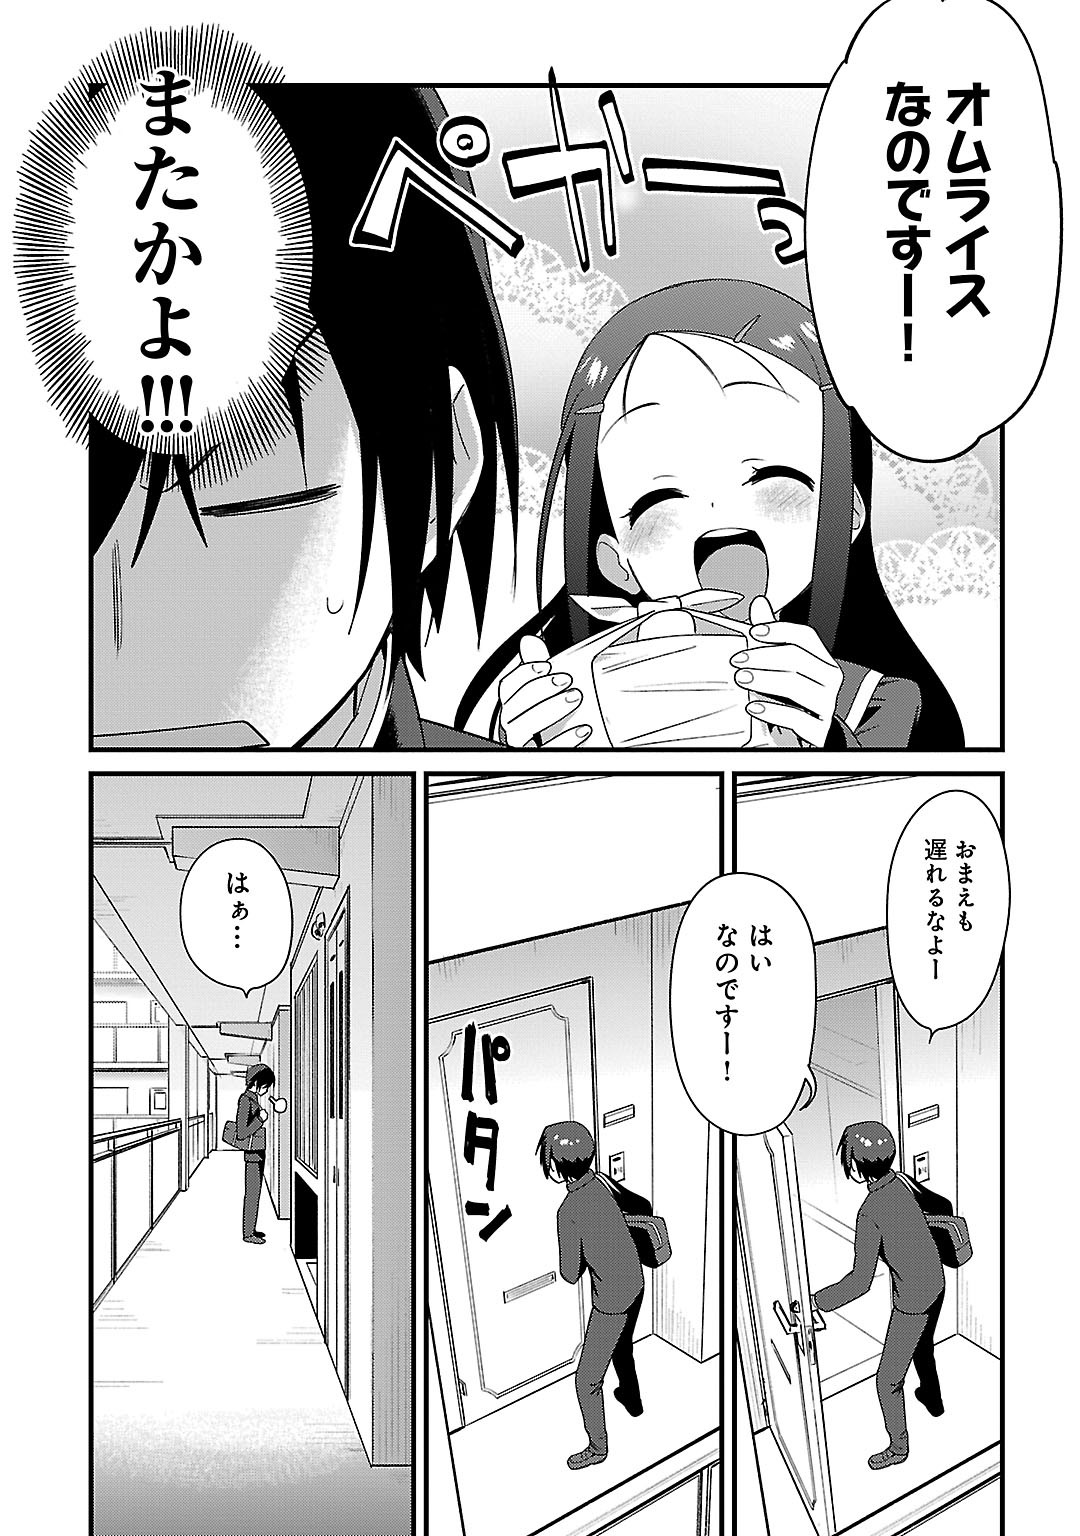 オムライス
なのですー！
ペカーッ
またかよ!!!
おまえも
遅れるなよー
はい
なのですー！
パタン
はぁ…